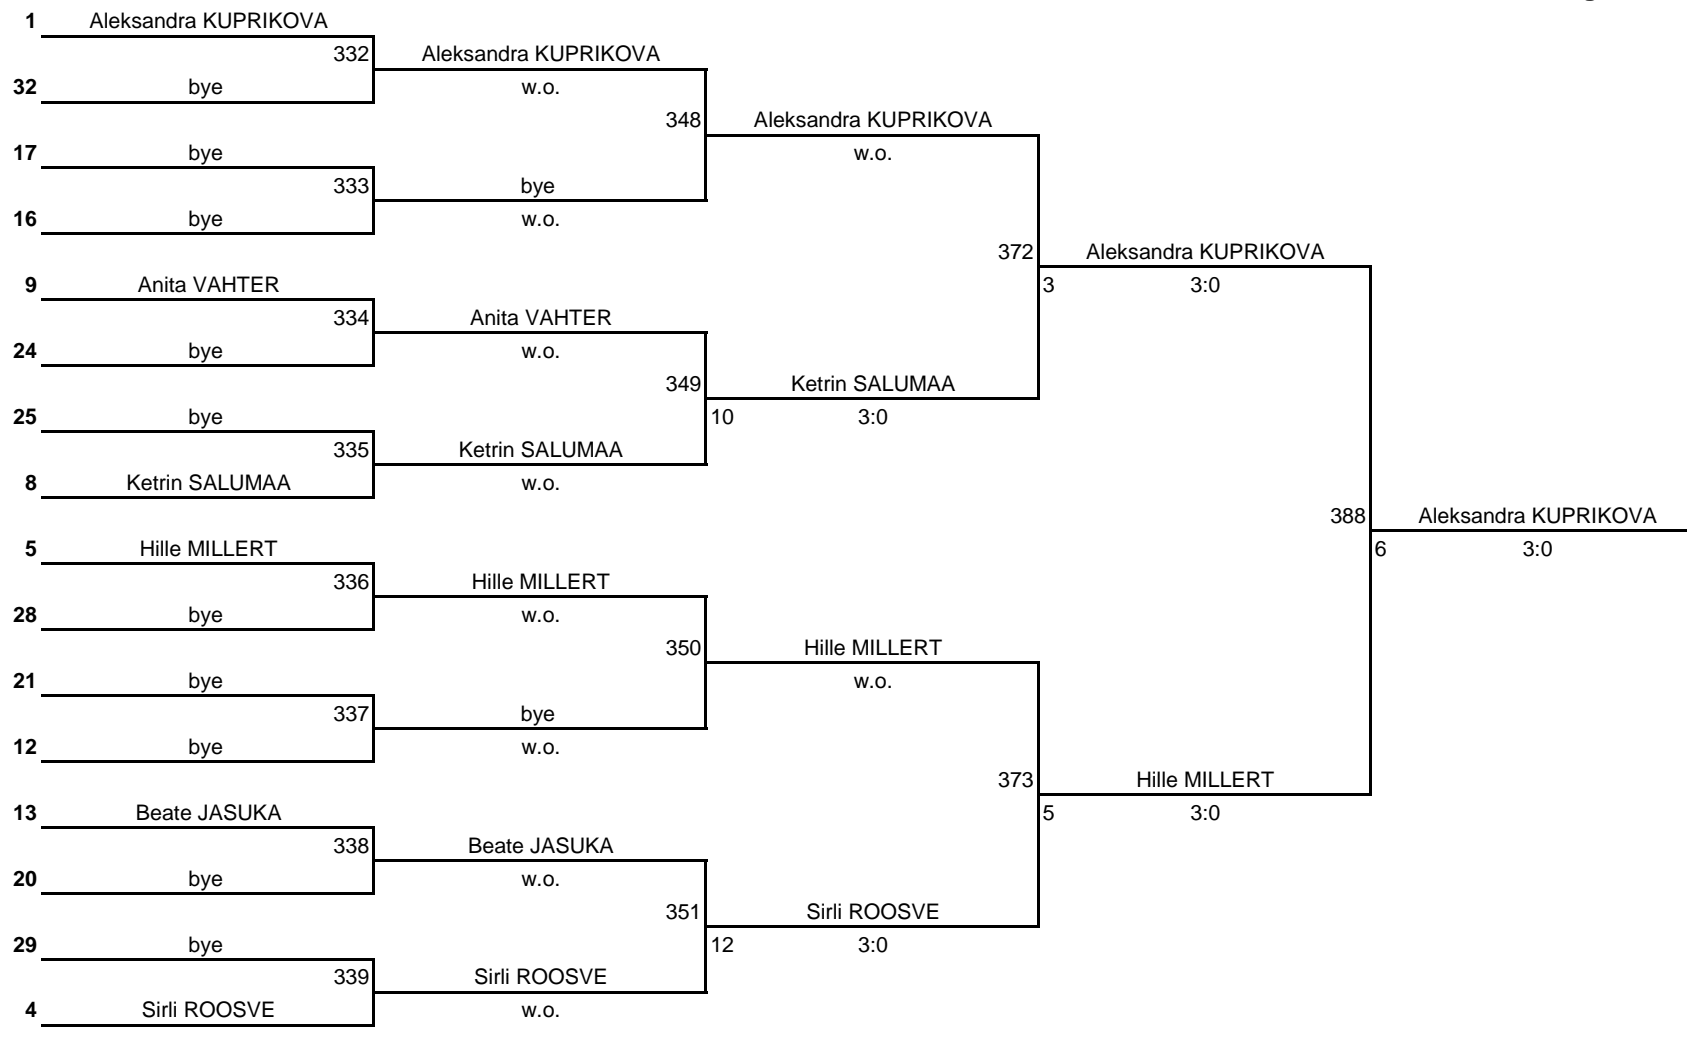 1 Aleksandra KUPRIKOVA
332 Aleksandra KUPRIKOVA
32 bye w.o.
348 Aleksandra KUPRIKOVA
17 bye w.o.
333 bye
16 bye w.o.
372 Aleksandra KUPRIKOVA
9 Anita VAHTER 3 3:0
334 Anita VAHTER
24 bye w.o.
349 Ketrin SALUMAA
25 bye 10 3:0
335 Ketrin SALUMAA
8 Ketrin SALUMAA w.o.
388 Aleksandra KUPRIKOVA
5 Hille MILLERT 6 3:0
336 Hille MILLERT
28 bye w.o.
350 Hille MILLERT
21 bye w.o.
337 bye
12 bye w.o.
373 Hille MILLERT
13 Beate JASUKA 5 3:0
338 Beate JASUKA
20 bye w.o.
351 Sirli ROOSVE
29 bye 12 3:0
339 Sirli ROOSVE
4 Sirli ROOSVE w.o.